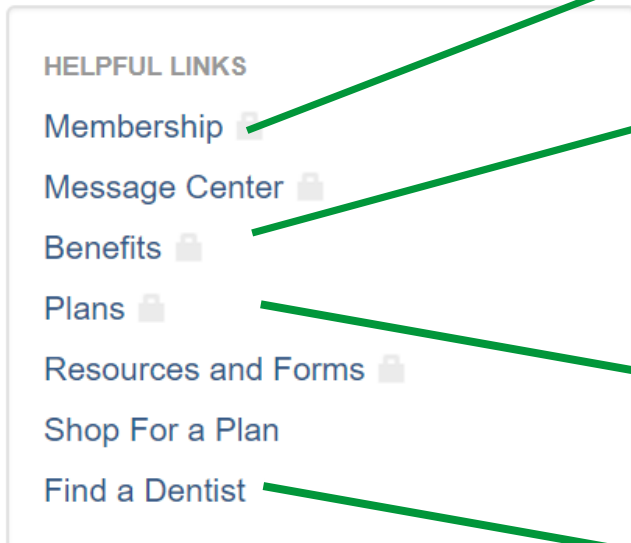 HELPFUL LINKS
Membership
Message Center
Benefits
Plans
Resources and Forms
Shop For a Plan
Find a Dentist